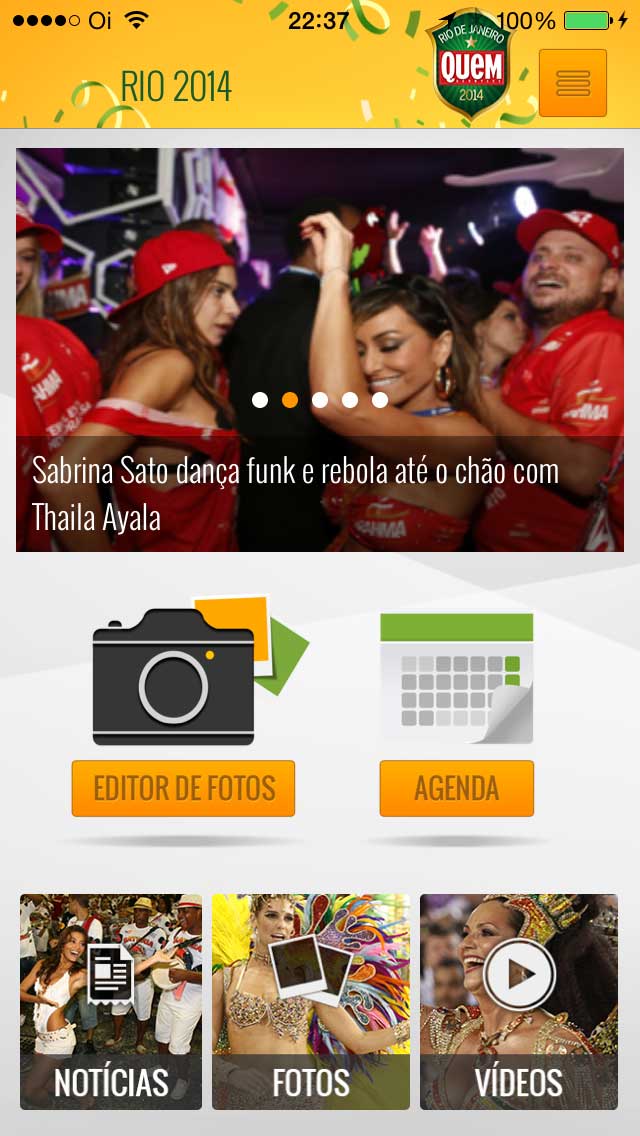 Oi 22:37 100%
RIO 2014
RIO DE JANEIRO
QUEM
2014
BRAHMA
Sabrina Sato dança funk e rebola até o chão com
Thaila Ayala
EDITOR DE FOTOS
AGENDA
NOTÍCIAS
FOTOS
VÍDEOS